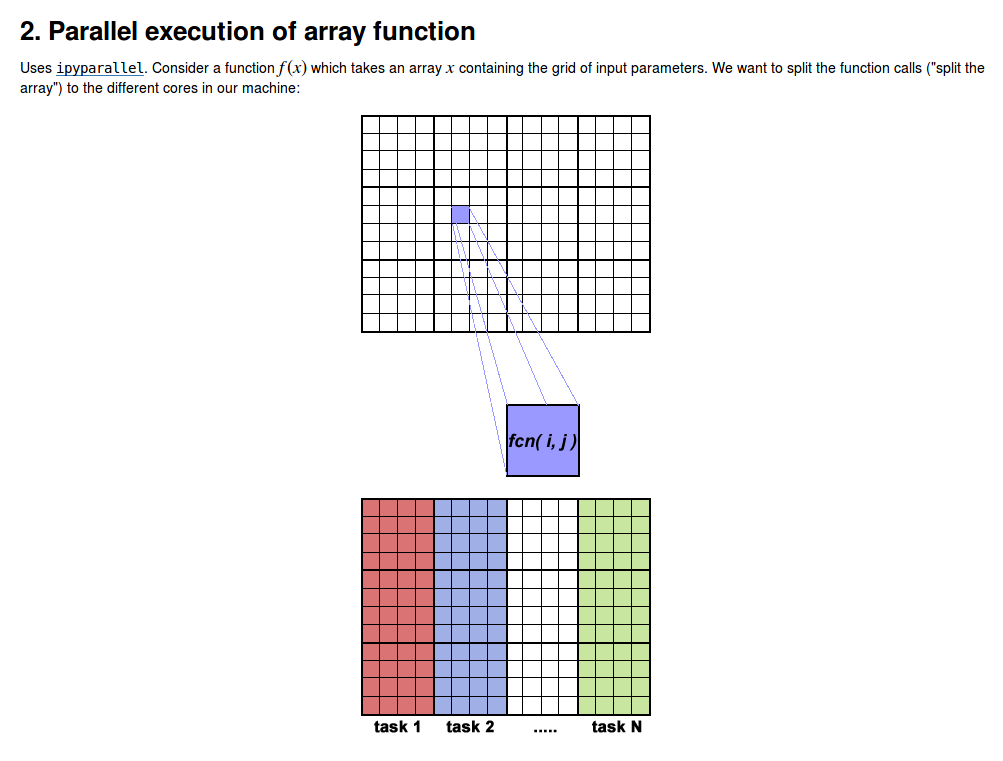 2. Parallel execution of array function
Uses ipyparallel. Consider a function f(x) which takes an array x containing the grid of input parameters. We want to split the function calls ("split the
array") to the different cores in our machine:
fcn( i, j )
task 1 task 2 ..... task N